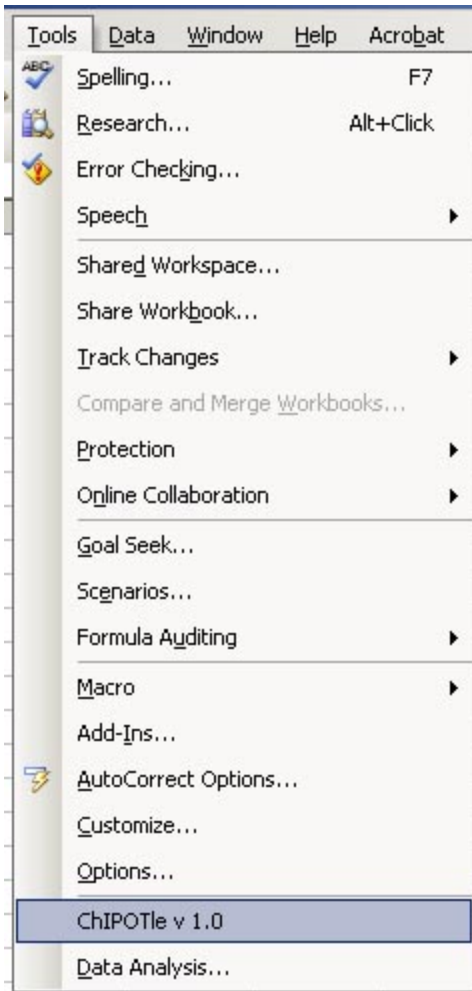 Tools Data Window Help Acrobat
ABC
Spelling... F7
Research... Alt+Click
Error Checking...
Speech
Shared Workspace...
Share Workbook...
Track Changes
Compare and Merge Workbooks...
Protection
Online Collaboration
Goal Seek...
Scenarios...
Formula Auditing
Macro
Add-Ins...
AutoCorrect Options...
Customize...
Options...
ChIPOTle v 1.0
Data Analysis...